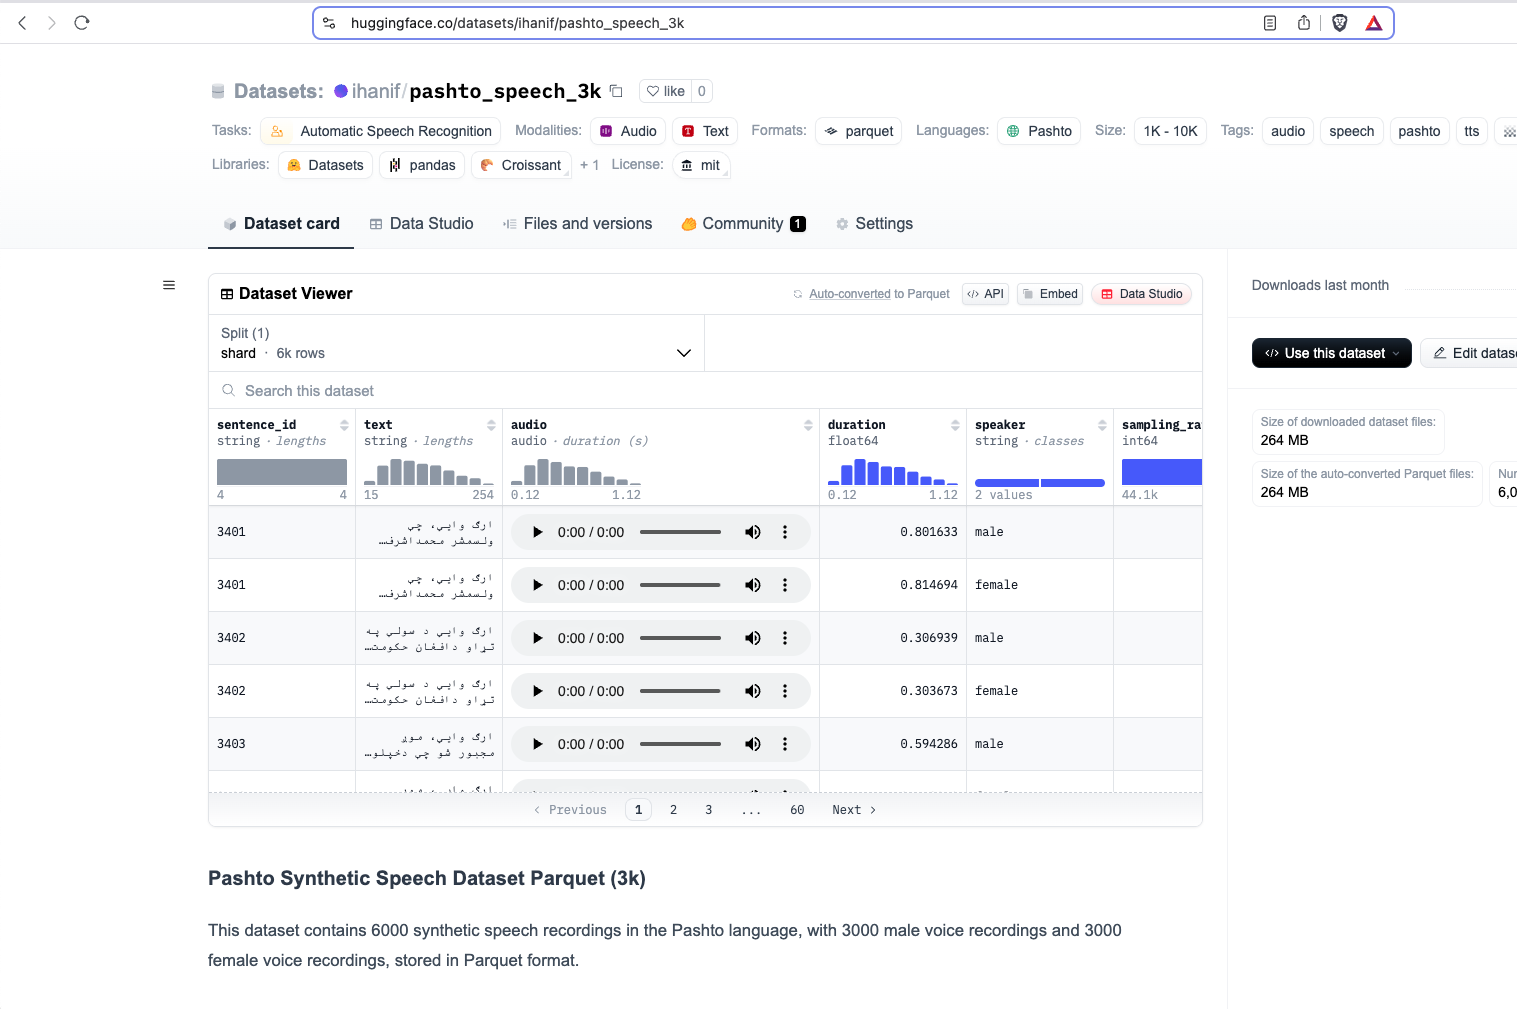 huggingface.co/datasets/ihanif/pashto_speech_3k
Datasets: ihanif/pashto_speech_3k like 0
Tasks: Automatic Speech Recognition Modalities: Audio Text Formats: parquet Languages: Pashto Size: 1K - 10K Tags: audio speech pashto tts
Libraries: Datasets pandas Croissant + 1 License: mit
Dataset card Data Studio Files and versions Community 1 Settings
Dataset Viewer Auto-converted to Parquet API Embed Data Studio
Split (1)
shard · 6k rows
Search this dataset
sentence_id text audio duration speaker sampling_ra
string · lengths string · lengths audio · duration (s) float64 string · classes int64
4 4 15 254 0.12 1.12 0.12 1.12 2 values 44.1k
3401
ارګ وايي، چې
ولسمشر محمداشرف…
0:00 / 0:00 0.801633 male
3401
ارګ وايي، چې
ولسمشر محمداشرف…
0:00 / 0:00 0.814694 female
3402
ارګ وايي د سولې په
تړاو دافغان حکومت…
0:00 / 0:00 0.306939 male
3402
ارګ وايي د سولې په
تړاو دافغان حکومت…
0:00 / 0:00 0.303673 female
3403
ارګ وايي، موږ
مجبور شو چې دخپلو…
0:00 / 0:00 0.594286 male
Previous 1 2 3 ... 60 Next
Pashto Synthetic Speech Dataset Parquet (3k)
This dataset contains 6000 synthetic speech recordings in the Pashto language, with 3000 male voice recordings and 3000
female voice recordings, stored in Parquet format.
Downloads last month
Use this dataset Edit datase
Size of downloaded dataset files:
264 MB
Size of the auto-converted Parquet files:
264 MB
Nu
6,0